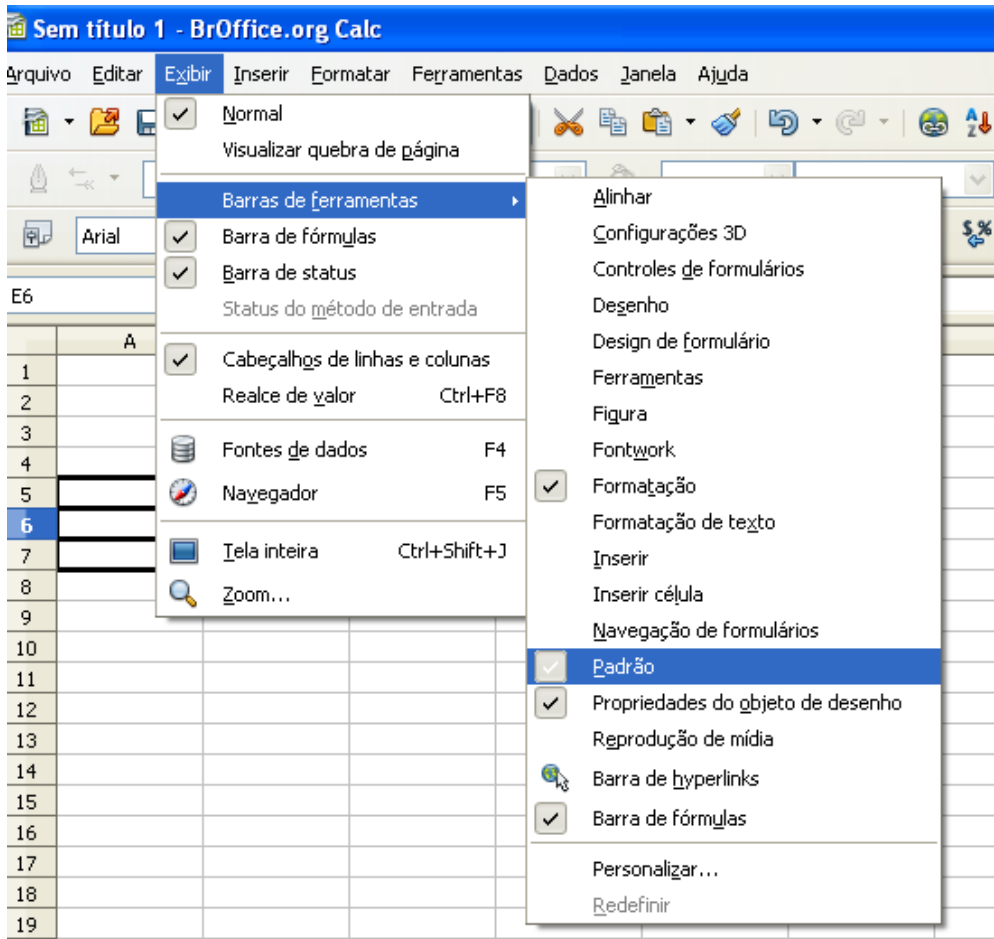 Sem título 1 - BrOffice.org Calc
Arquivo Editar Exibir Inserir Formatar Ferramentas Dados Janela Ajuda
Normal
Visualizar quebra de página
Barras de ferramentas
Barra de fórmulas
Barra de status
Status do método de entrada
Cabeçalhos de linhas e colunas
Realce de valor Ctrl+F8
Fontes de dados F4
Navegador F5
Tela inteira Ctrl+Shift+J
Zoom...
Alinhar
Configurações 3D
Controles de formulários
Desenho
Design de formulário
Ferramentas
Figura
Fontwork
Formatação
Formatação de texto
Inserir
Inserir célula
Navegação de formulários
Padrão
Propriedades do objeto de desenho
Reprodução de mídia
Barra de hyperlinks
Barra de fórmulas
Personalizar...
Redefinir
Arial
E6
A
1
2
3
4
5
6
7
8
9
10
11
12
13
14
15
16
17
18
19